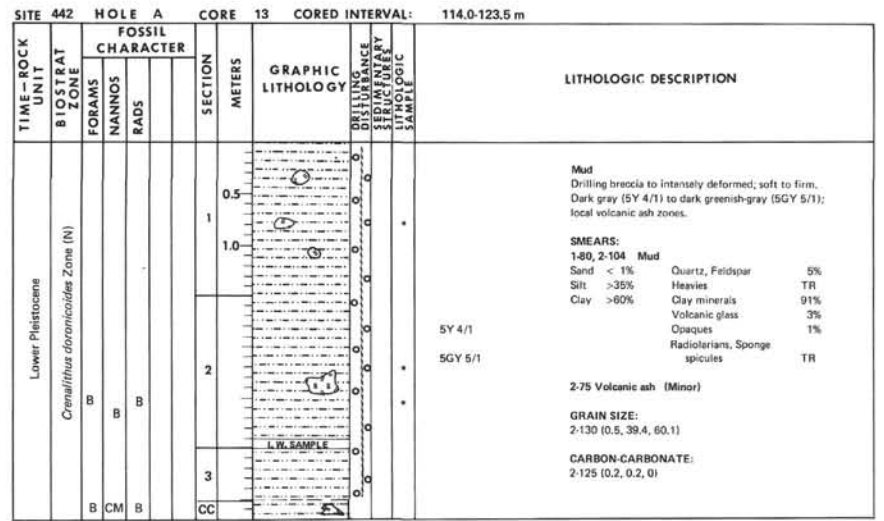 SITE 442 HOLE A CORE 13 CORED INTERVAL: 114.0-123.5 m
TIME-ROCK UNIT
BIOSTRAT ZONE
FOSSIL CHARACTER
FORAMS
NANNOS
RADS
SECTION
METERS
GRAPHIC LITHOLOGY
DRILLING DISTURBANCE
SEDIMENTARY STRUCTURES
LITHOLOGIC SAMPLE
LITHOLOGIC DESCRIPTION
Lower Pleistocene
Crenalithus doronicoides Zone (N)
B
B
B
B CM B
1
0.5
1.0
2
3
CC
I.W. SAMPLE
5Y 4/1
5GY 5/1
Mud
Drilling breccia to intensely deformed; soft to firm.
Dark gray (5Y 4/1) to dark greenish-gray (5GY 5/1);
local volcanic ash zones.
SMEARS:
1-80, 2-104 Mud
Sand < 1% Quartz, Feldspar 5%
Silt >35% Heavies TR
Clay >60% Clay minerals 91%
Volcanic glass 3%
Opaques 1%
Radiolarians, Sponge
spicules TR
2-75 Volcanic ash (Minor)
GRAIN SIZE:
2-130 (0.5, 39.4, 60.1)
CARBON-CARBONATE:
2-125 (0.2, 0.2, 0)